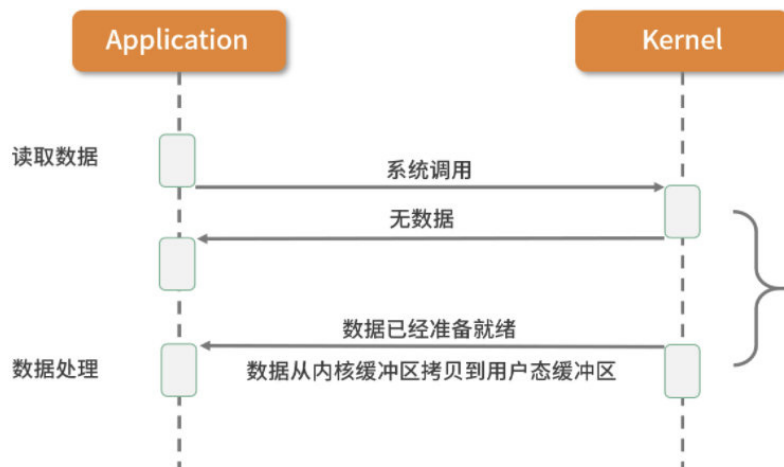 Application
Kernel
读取数据
系统调用
无数据
数据已经准备就绪
数据处理
数据从内核缓冲区拷贝到用户态缓冲区